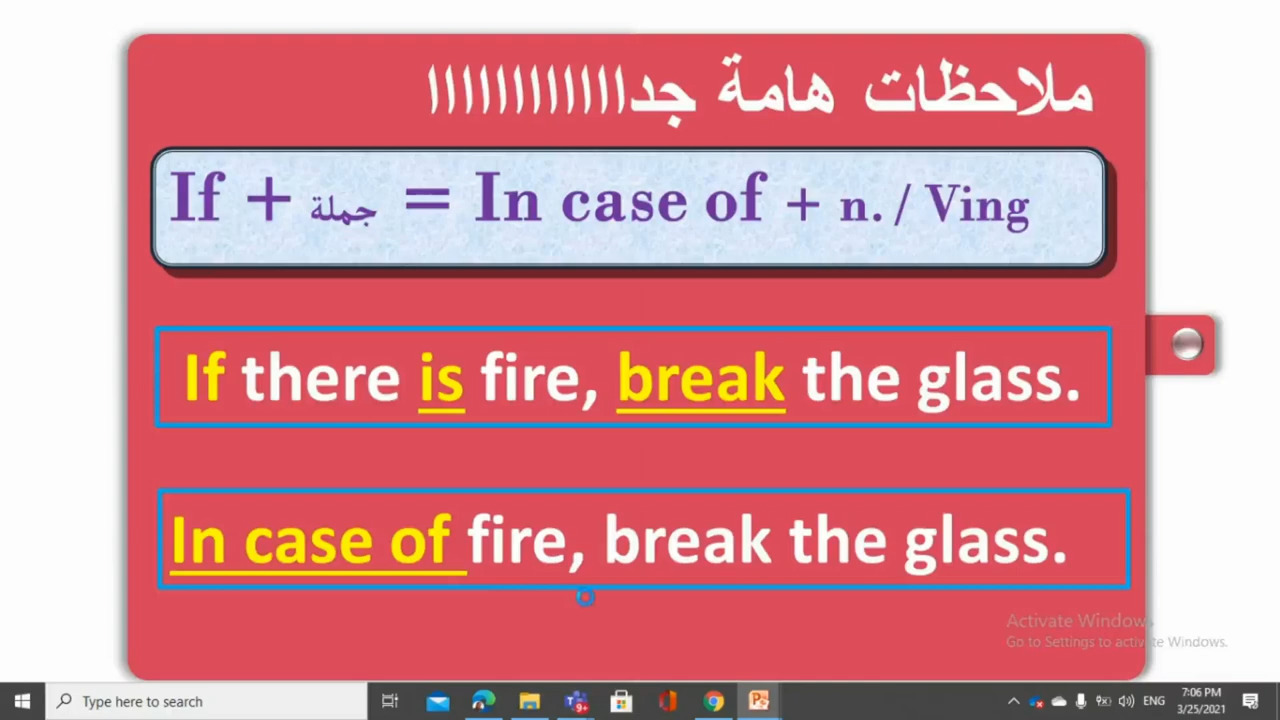 ملاحظات هامة جداااااااااااا
If + جملة = In case of + n. / Ving
If there is fire, break the glass.
In case of fire, break the glass.
Activate Windows
Go to Settings to activate Windows.
Type here to search
9+
ENG
7:06 PM
3/25/2021